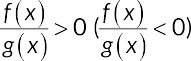 f(x)/g(x) > 0 (f(x)/g(x) < 0)